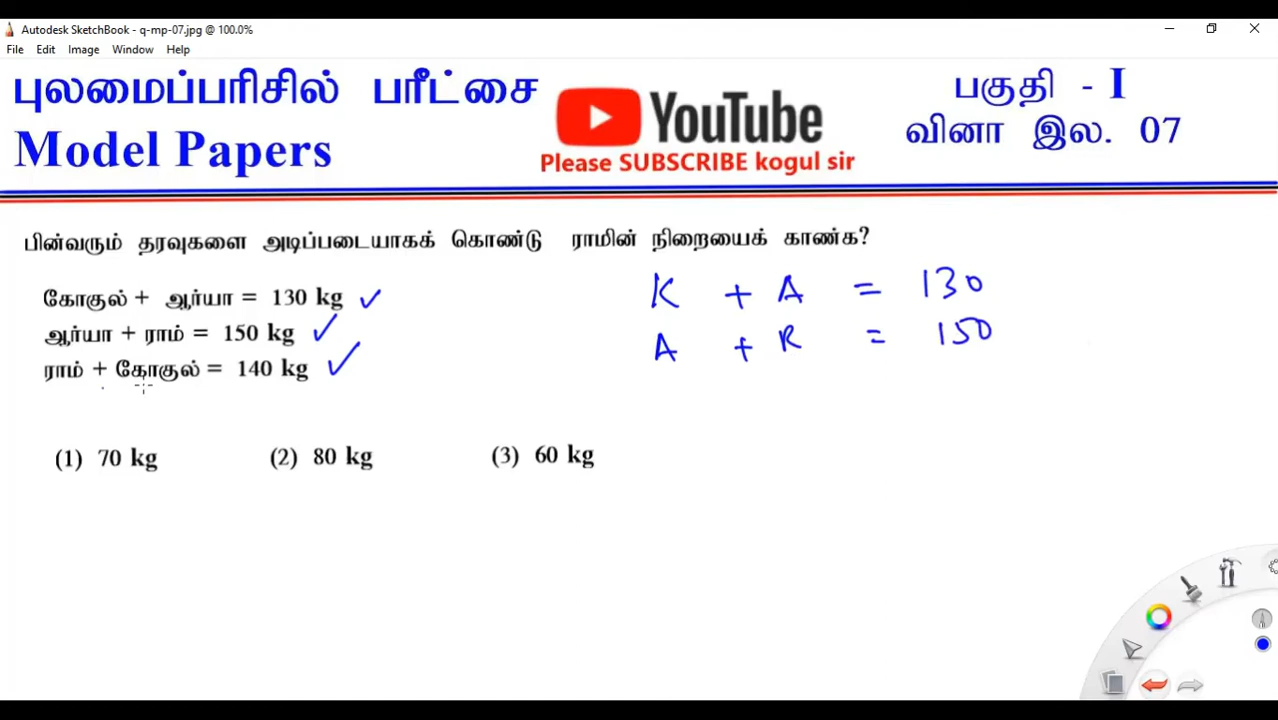 Autodesk SketchBook - q-mp-07.jpg @ 100.0%
File Edit Image Window Help
புலமைப்பரிசில் பரீட்சை
Model Papers
YouTube
Please SUBSCRIBE kogul sir
பகுதி - I
வினா இல. 07
பின்வரும் தரவுகளை அடிப்படையாகக் கொண்டு ராமின் நிறையைக் காண்க?
கோகுல் + ஆர்யா = 130 kg ✓
ஆர்யா + ராம் = 150 kg ✓
ராம் + கோகுல் = 140 kg ✓
K + A = 130
A + R = 150
(1) 70 kg (2) 80 kg (3) 60 kg